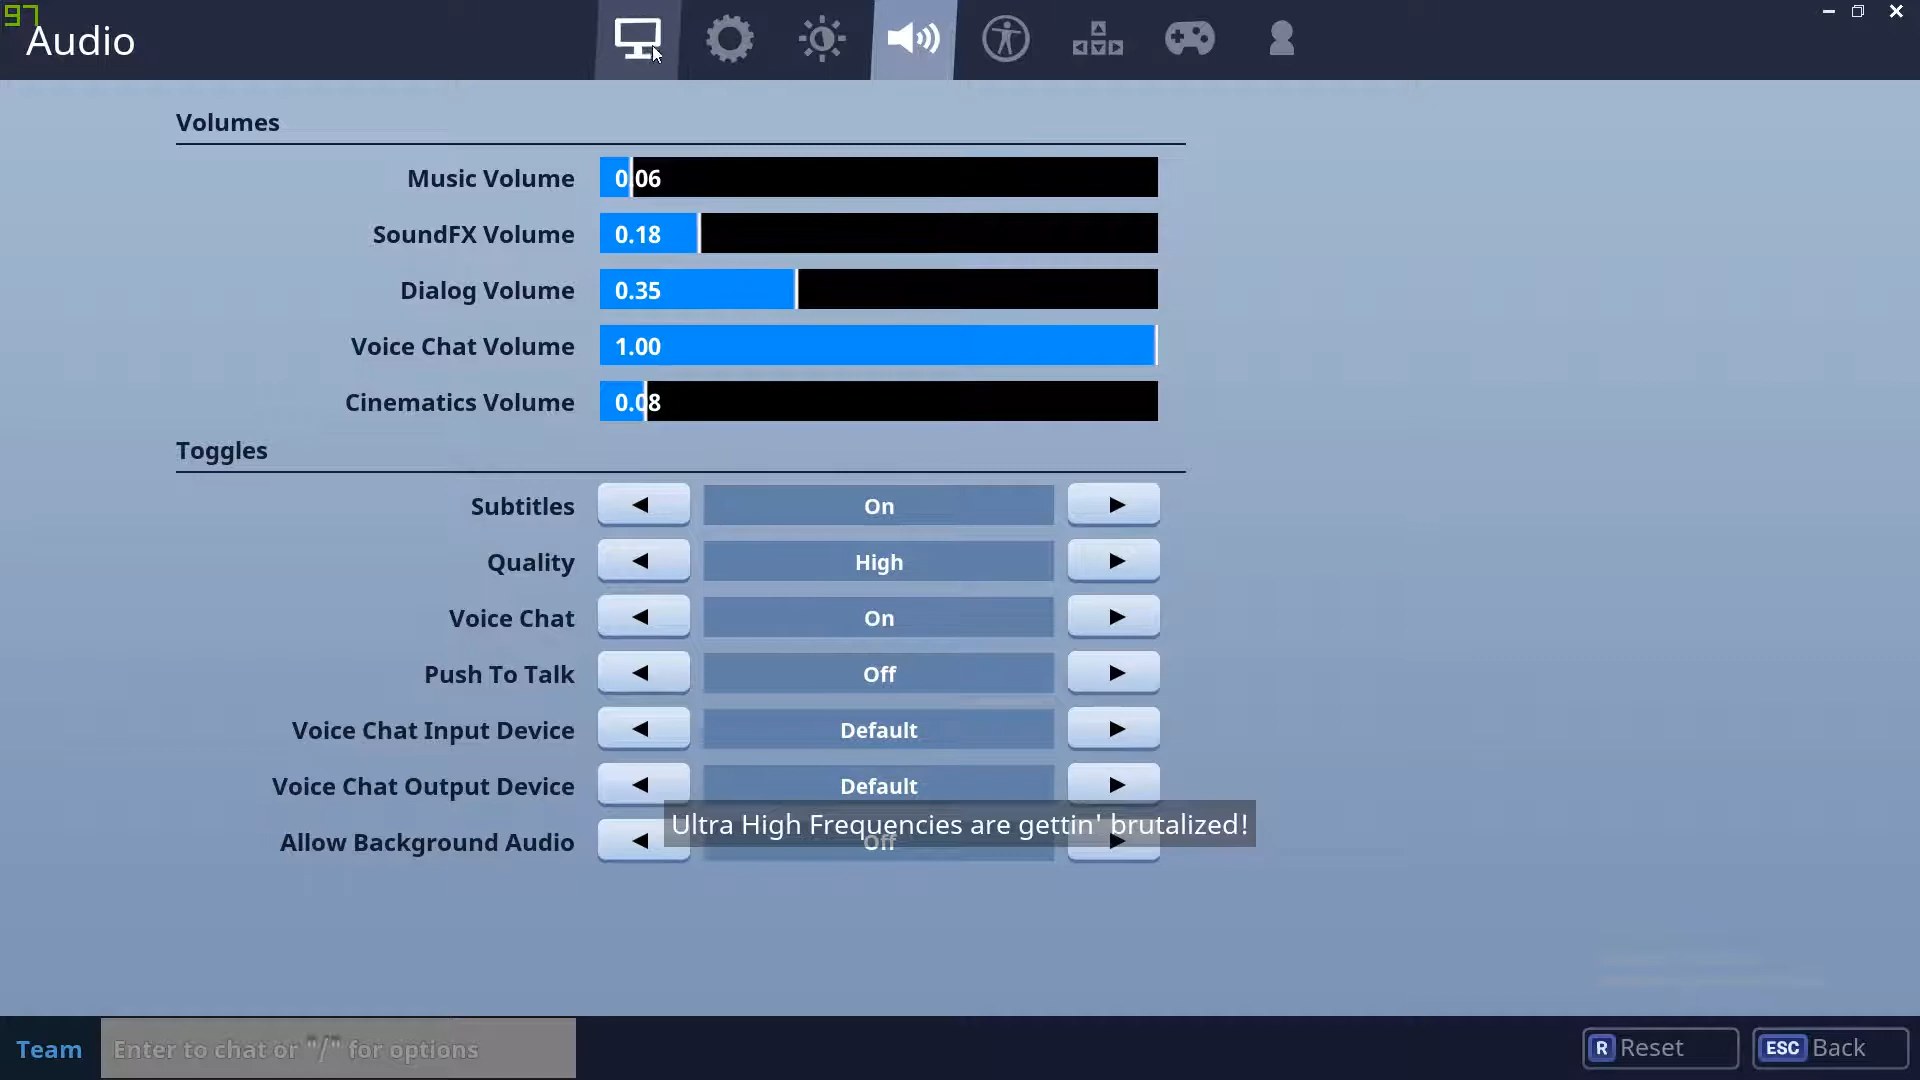 97
Audio
Volumes
Music Volume 0.06
SoundFX Volume 0.18
Dialog Volume 0.35
Voice Chat Volume 1.00
Cinematics Volume 0.08
Toggles
Subtitles On
Quality High
Voice Chat On
Push To Talk Off
Voice Chat Input Device Default
Voice Chat Output Device Default
Ultra High Frequencies are gettin' brutalized!
Allow Background Audio Off
Team Enter to chat or "/" for options
R Reset ESC Back